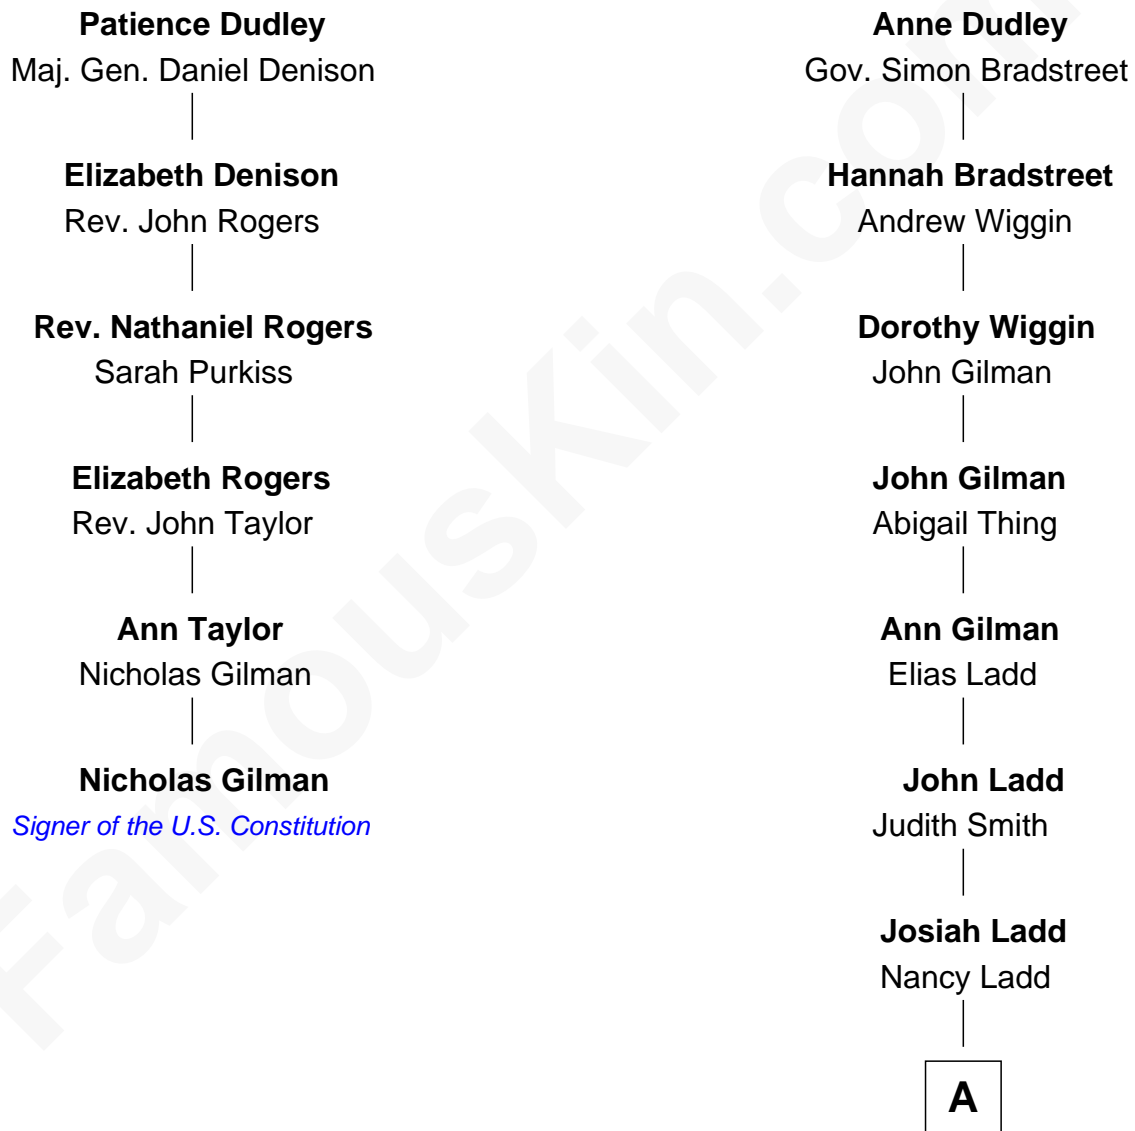 Patience Dudley
Maj. Gen. Daniel Denison
Elizabeth Denison
Rev. John Rogers
Rev. Nathaniel Rogers
Sarah Purkiss
Elizabeth Rogers
Rev. John Taylor
Ann Taylor
Nicholas Gilman
Nicholas Gilman
Signer of the U.S. Constitution
Anne Dudley
Gov. Simon Bradstreet
Hannah Bradstreet
Andrew Wiggin
Dorothy Wiggin
John Gilman
John Gilman
Abigail Thing
Ann Gilman
Elias Ladd
John Ladd
Judith Smith
Josiah Ladd
Nancy Ladd
A
FamousKin.com